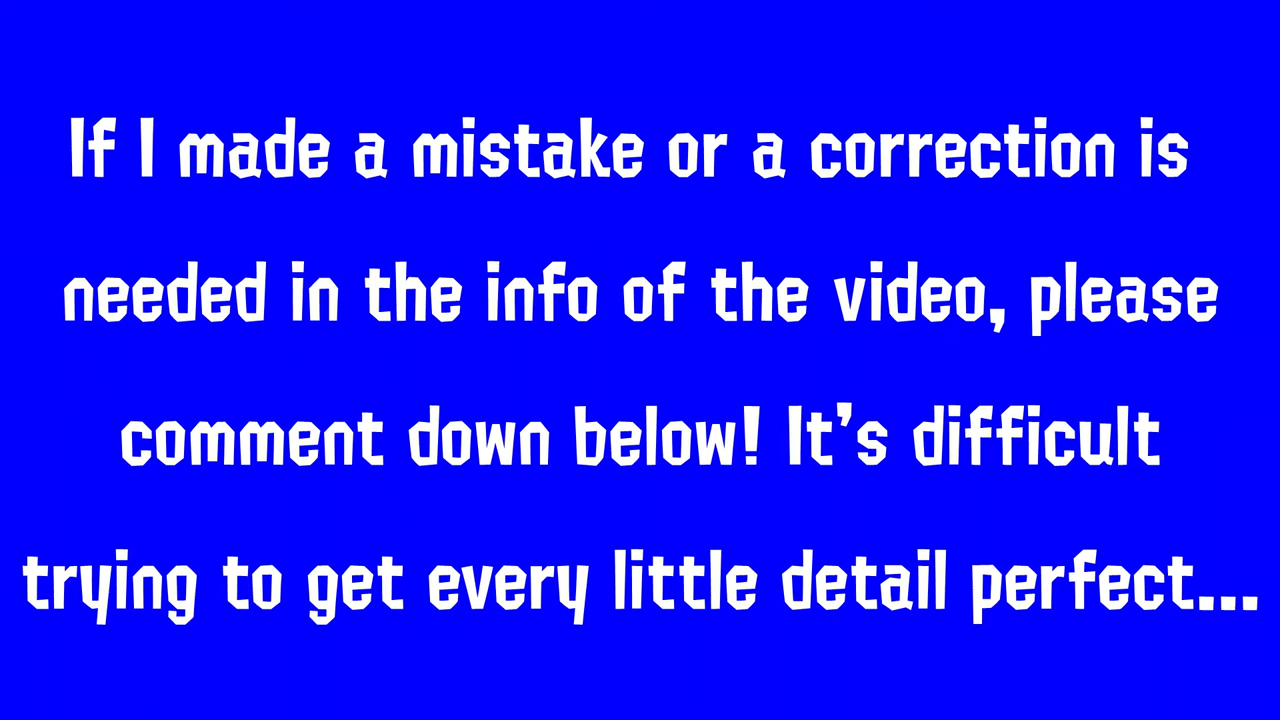 If I made a mistake or a correction is
needed in the info of the video, please
comment down below! It's difficult
trying to get every little detail perfect...